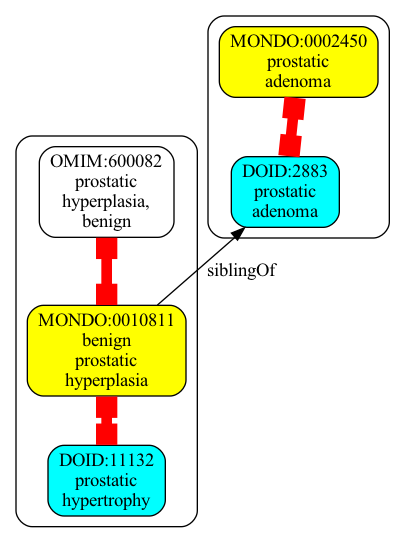 MONDO:0002450
prostatic
adenoma
DOID:2883
prostatic
adenoma
OMIM:600082
prostatic
hyperplasia,
benign
siblingOf
MONDO:0010811
benign
prostatic
hyperplasia
DOID:11132
prostatic
hypertrophy